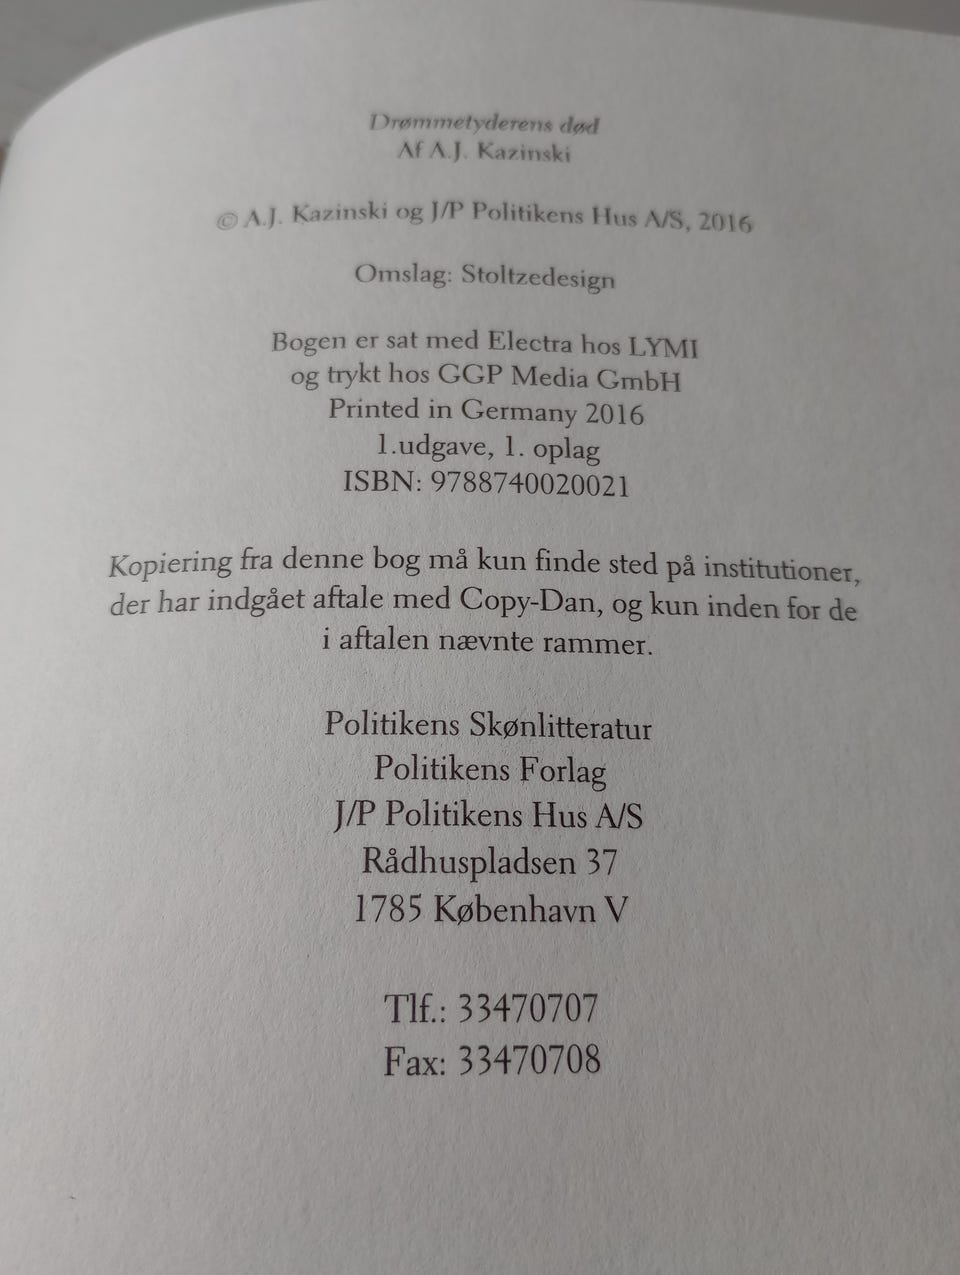 Drømmetyderens død
Af A.J. Kazinski
© A.J. Kazinski og J/P Politikens Hus A/S, 2016
Omslag: Stoltzedesign
Bogen er sat med Electra hos LYMI
og trykt hos GGP Media GmbH
Printed in Germany 2016
1.udgave, 1. oplag
ISBN: 9788740020021
Kopiering fra denne bog må kun finde sted på institutioner,
der har indgået aftale med Copy-Dan, og kun inden for de
i aftalen nævnte rammer.
Politikens Skønlitteratur
Politikens Forlag
J/P Politikens Hus A/S
Rådhuspladsen 37
1785 København V
Tlf.: 33470707
Fax: 33470708